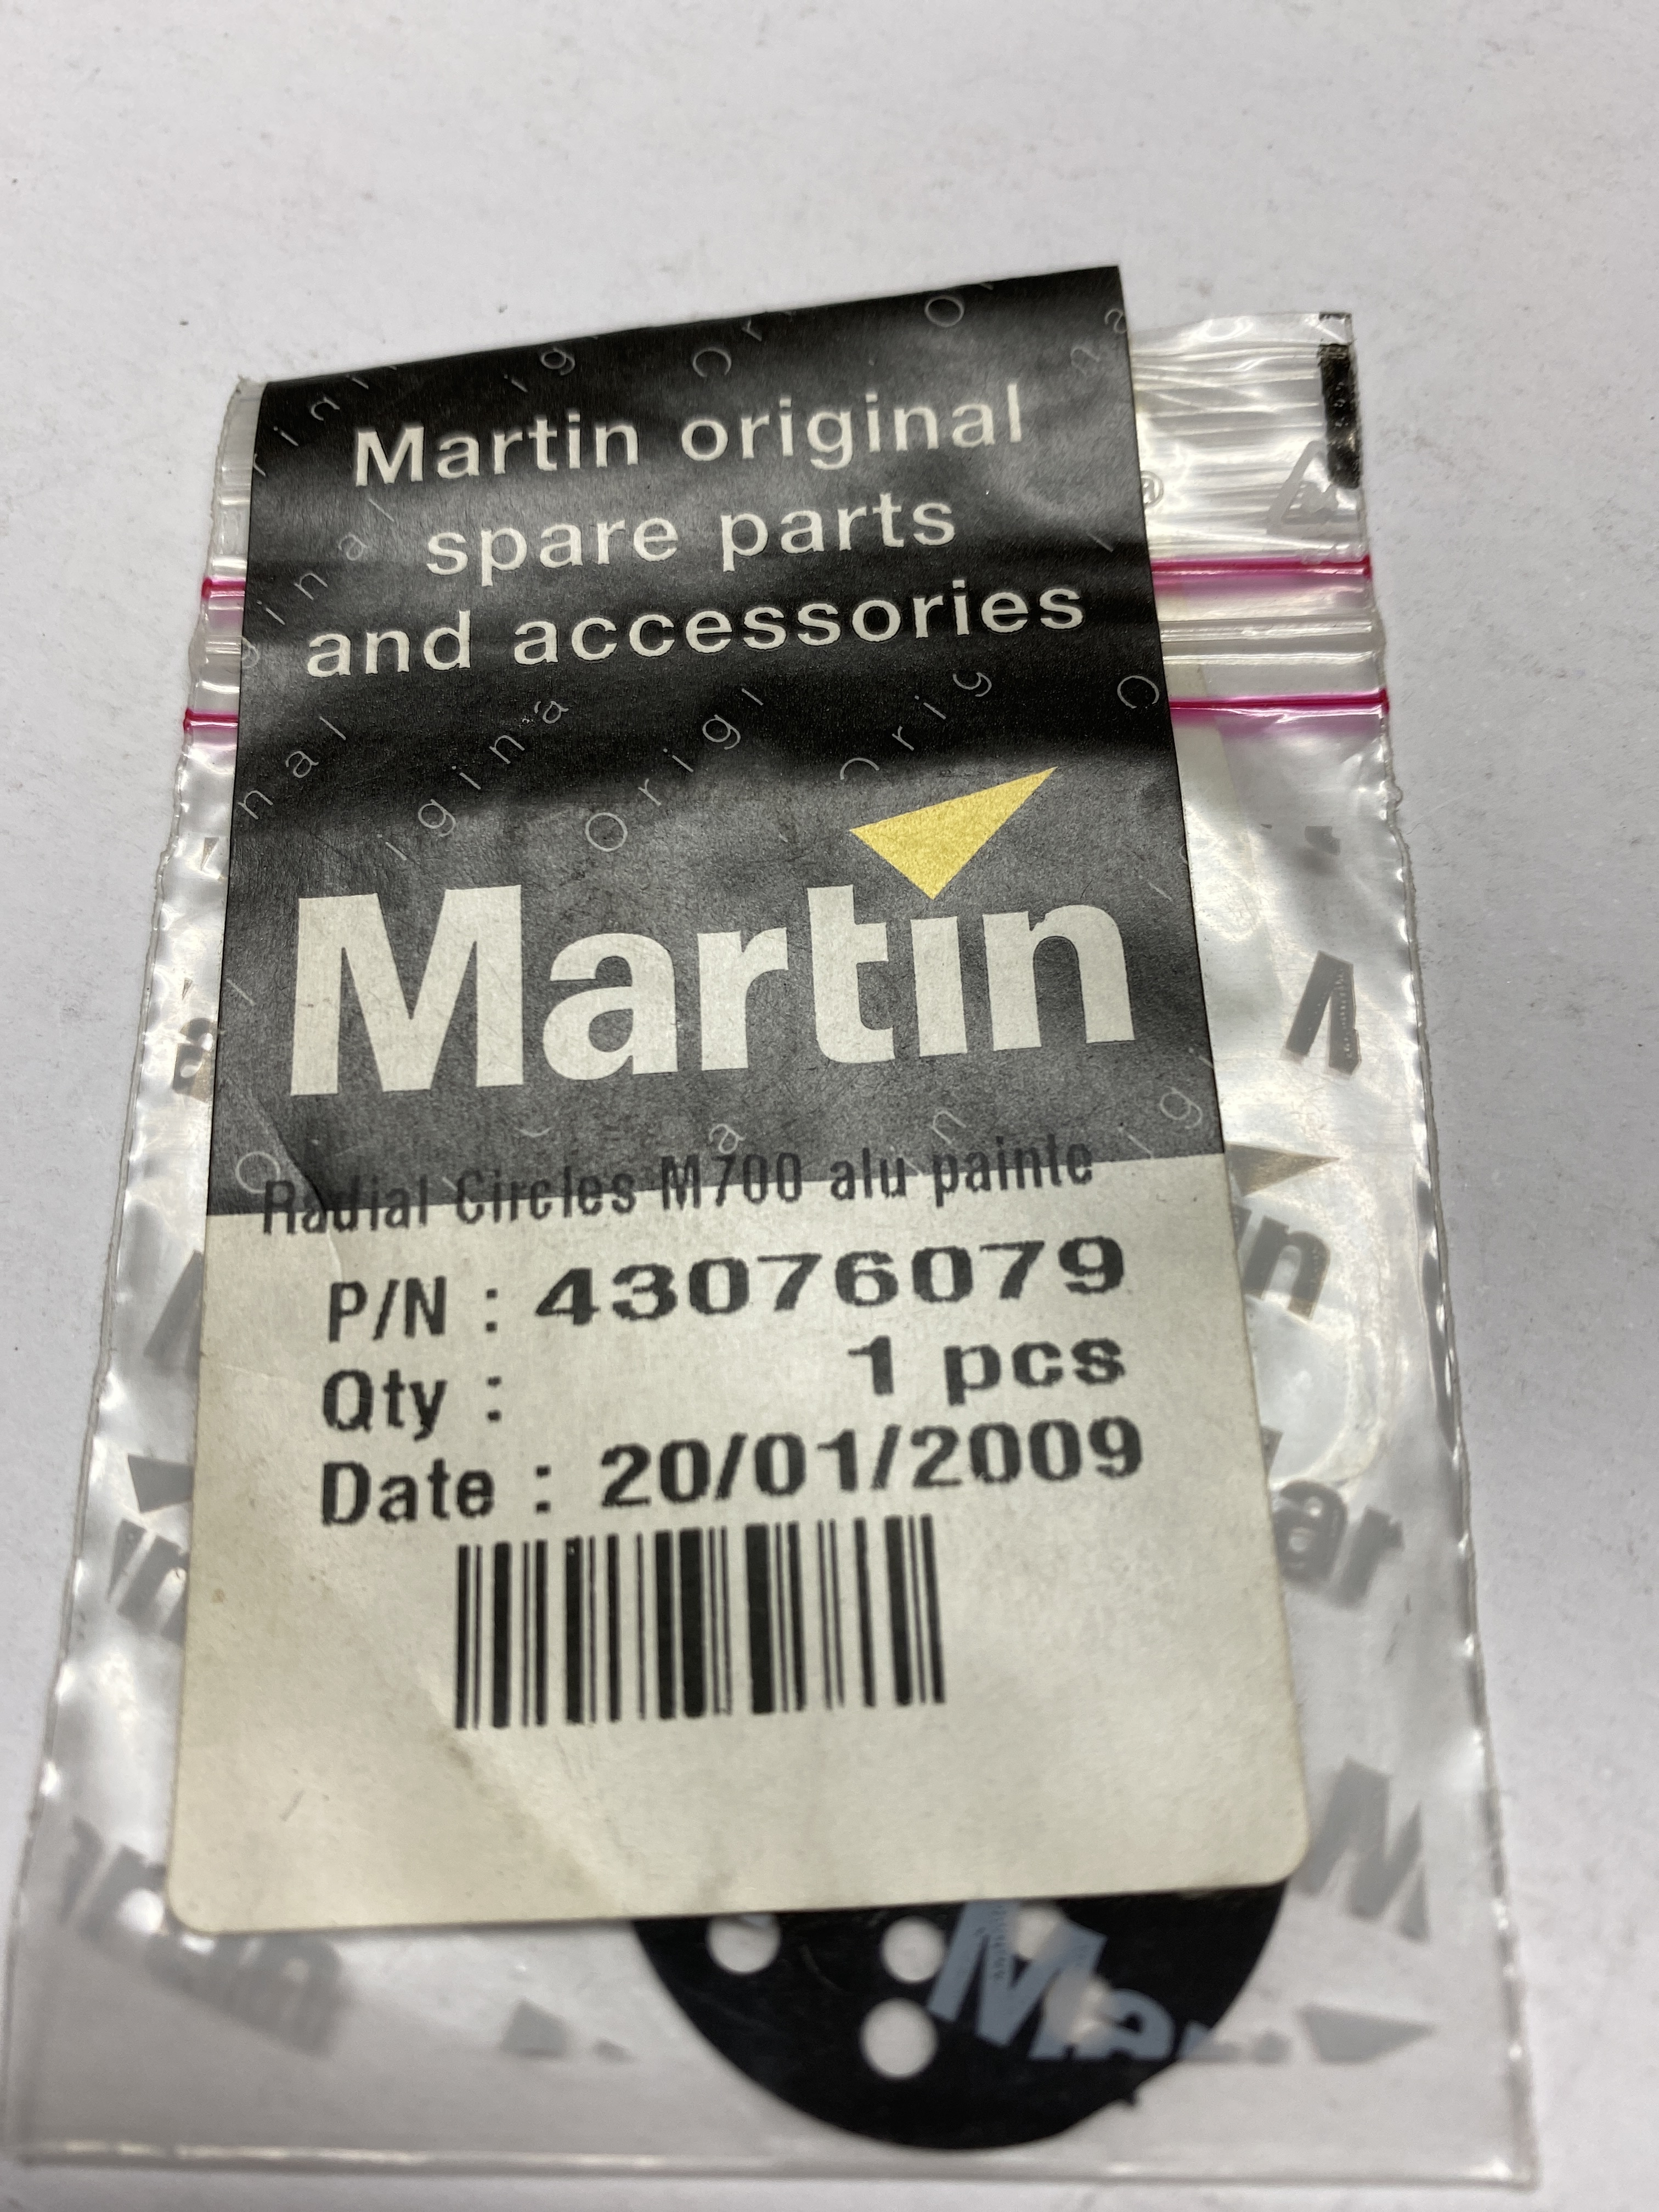 Martin original
spare parts
and accessories
Martin
Radial Circles M700 alu painte
P/N : 43076079
Qty : 1 pcs
Date : 20/01/2009